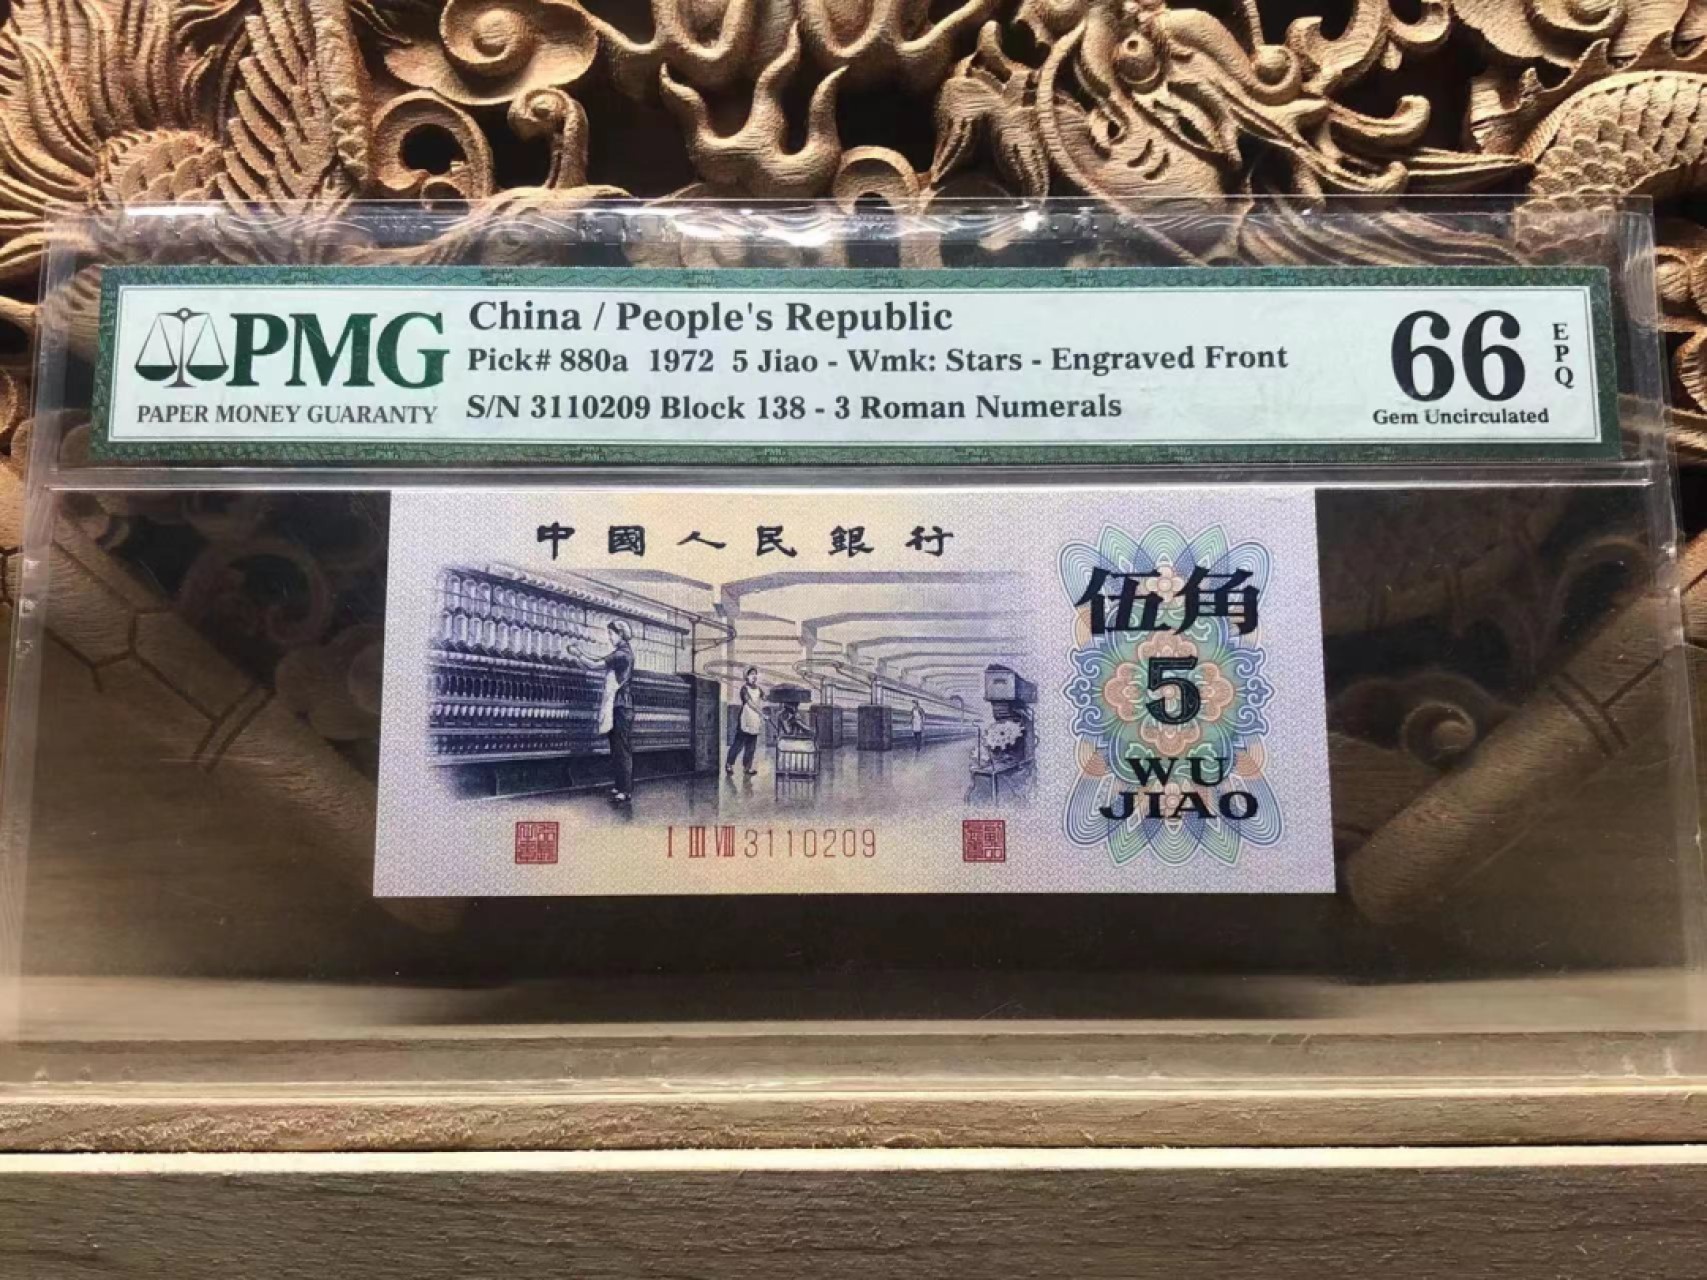 PMG
PAPER MONEY GUARANTY
China / People's Republic
Pick# 880a 1972 5 Jiao - Wmk: Stars - Engraved Front
S/N 3110209 Block 138 - 3 Roman Numerals
66
EPQ
Gem Uncirculated
中國人民銀行
伍角
5
WU
JIAO
I III VIII 3110209